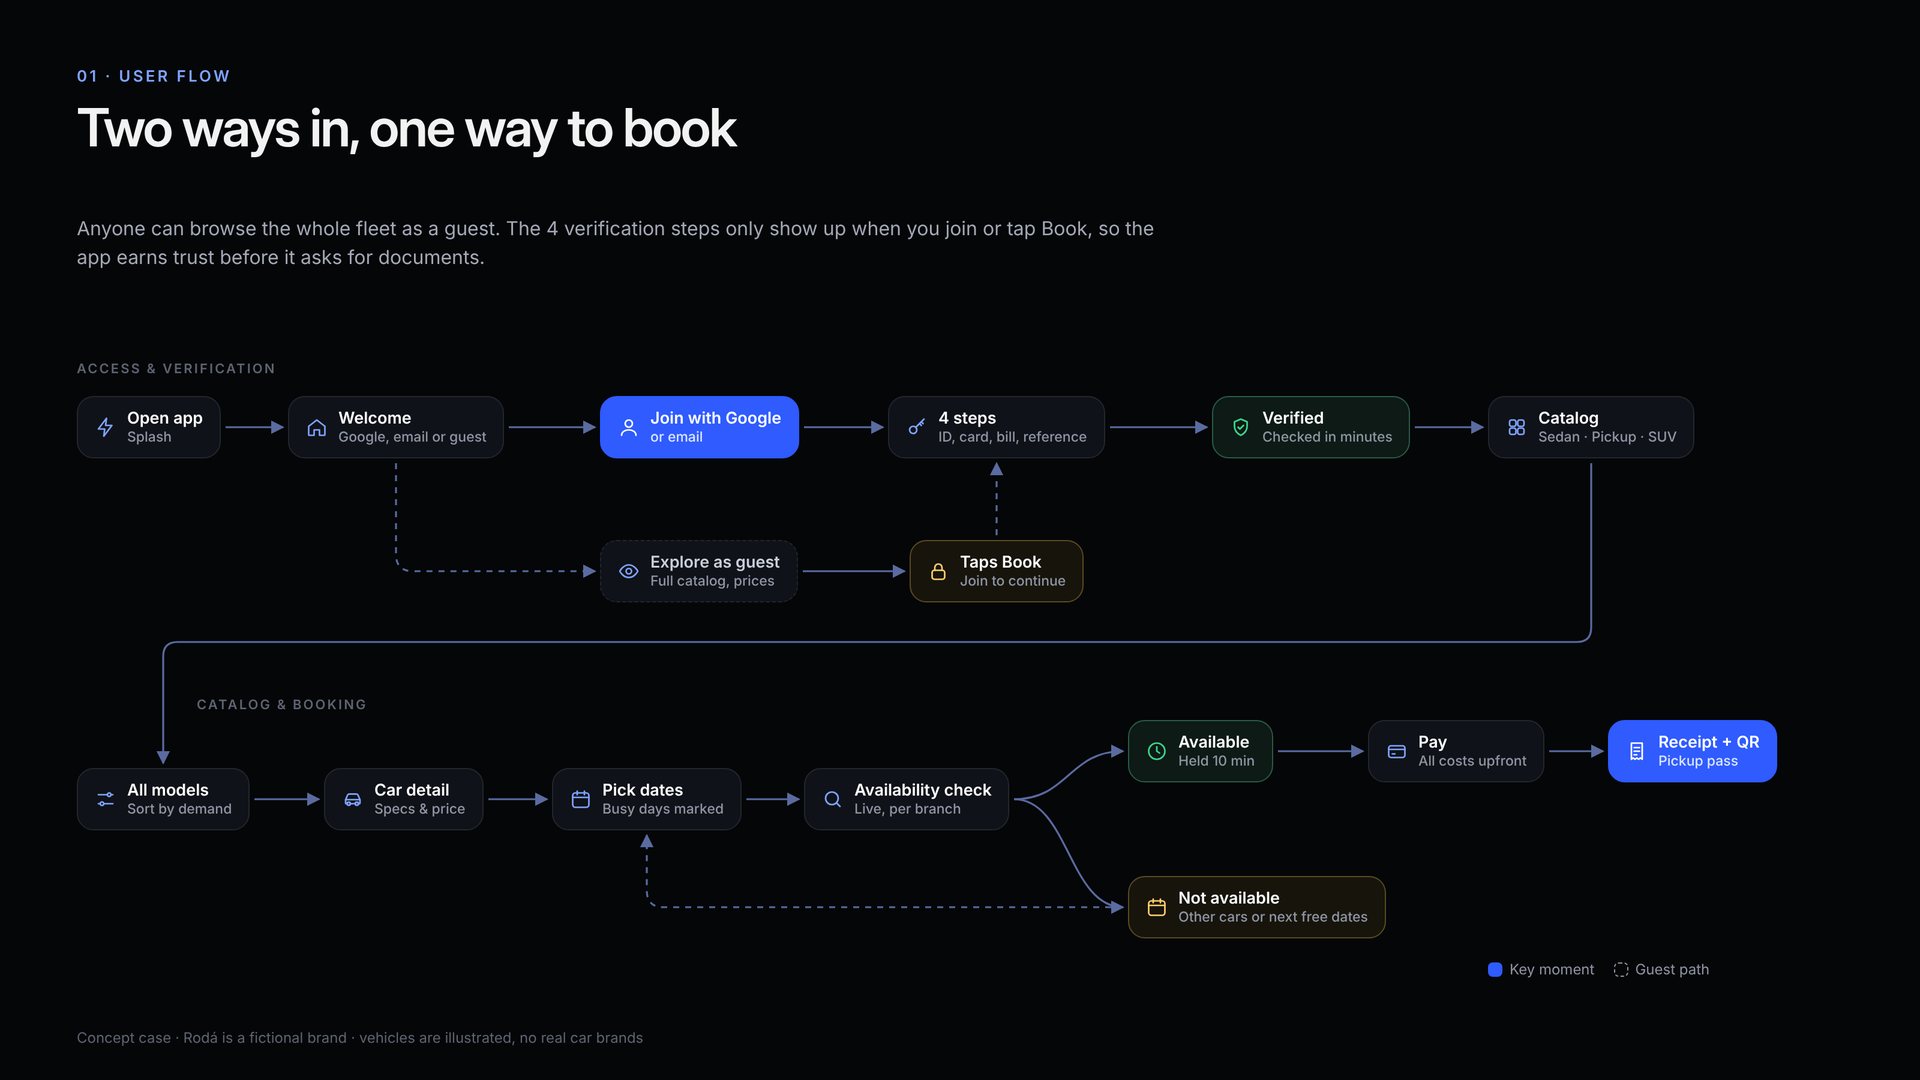 01 · USER FLOW
Two ways in, one way to book
Anyone can browse the whole fleet as a guest. The 4 verification steps only show up when you join or tap Book, so the
app earns trust before it asks for documents.
ACCESS & VERIFICATION
Open app
Splash
Welcome
Google, email or guest
Join with Google
or email
4 steps
ID, card, bill, reference
Verified
Checked in minutes
Catalog
Sedan · Pickup · SUV
Explore as guest
Full catalog, prices
Taps Book
Join to continue
CATALOG & BOOKING
All models
Sort by demand
Car detail
Specs & price
Pick dates
Busy days marked
Availability check
Live, per branch
Available
Held 10 min
Pay
All costs upfront
Receipt + QR
Pickup pass
Not available
Other cars or next free dates
Key moment
Guest path
Concept case · Rodá is a fictional brand · vehicles are illustrated, no real car brands